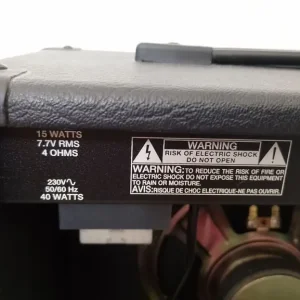 15 WATTS
7.7V RMS
4 OHMS
230V∿
50/60 Hz
40 WATTS
WARNING
RISK OF ELECTRIC SHOCK
DO NOT OPEN
WARNING: TO REDUCE THE RISK OF FIRE OR
ELECTRIC SHOCK DO NOT EXPOSE THIS EQUIPMENT
TO RAIN OR MOISTURE.
AVIS: RISQUE DE CHOC ELECTRIQUE-NE PAS OUVRIR.